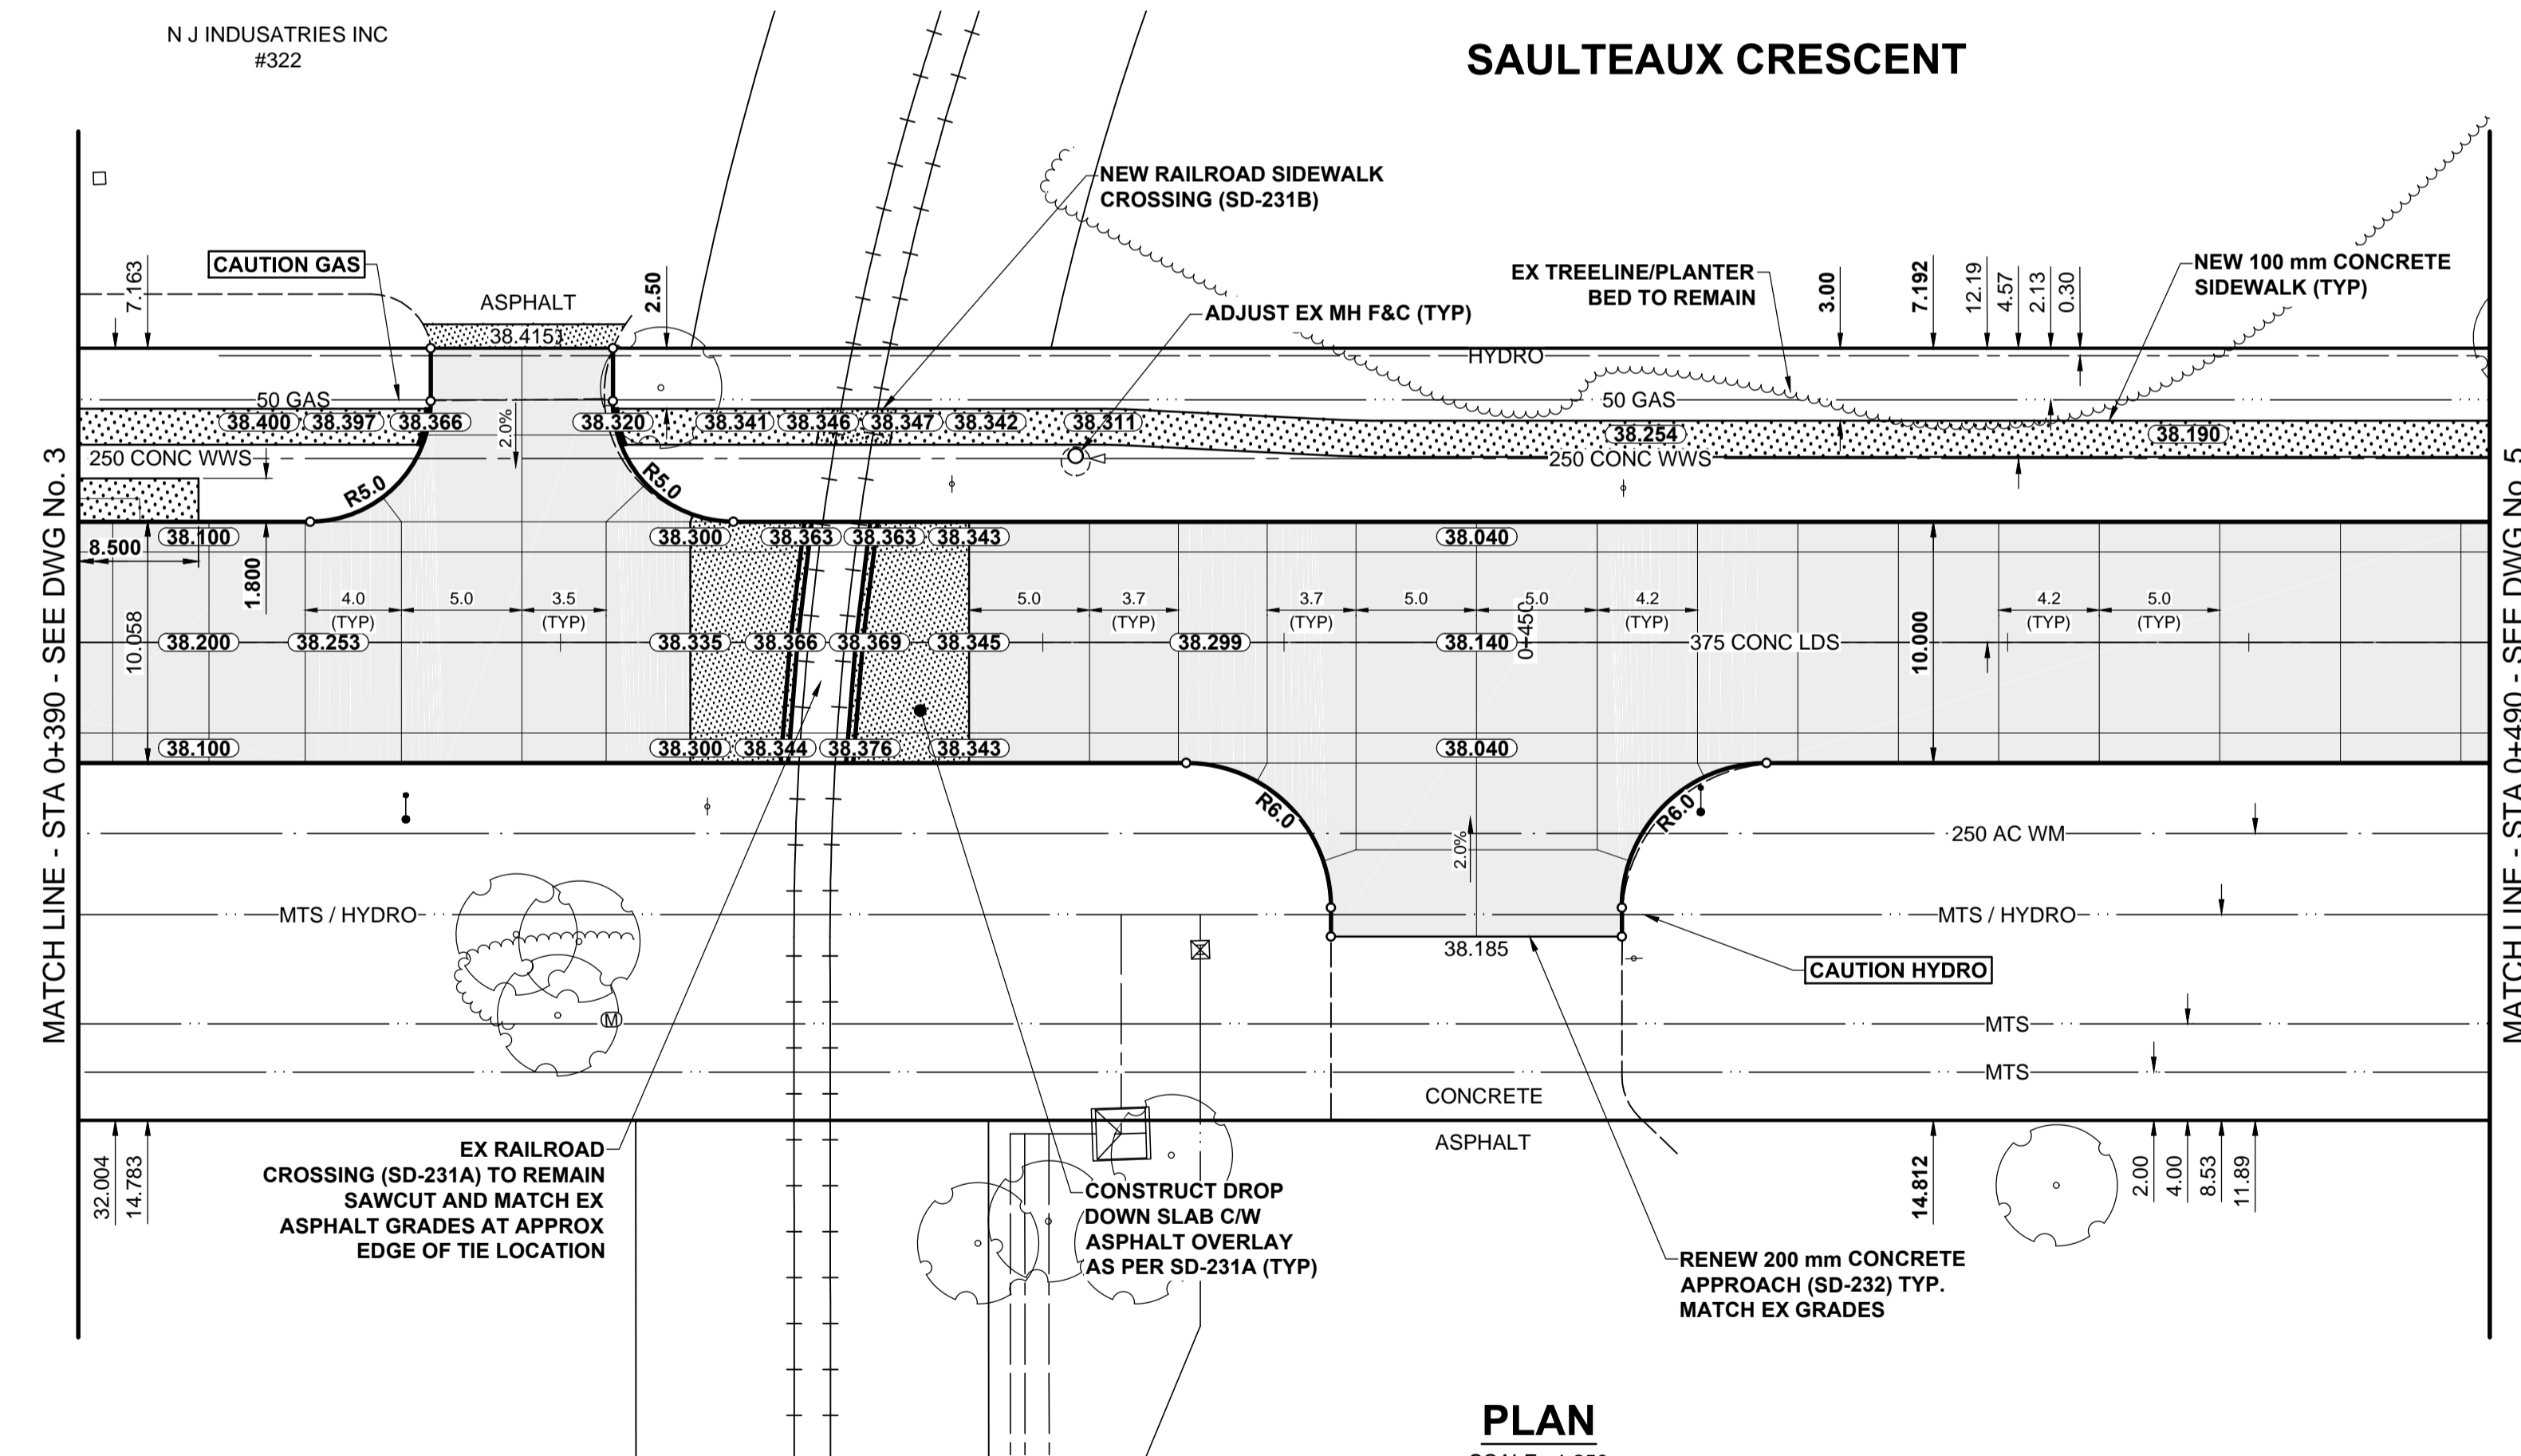 N J INDUSATRIES INC
#322
SAULTEAUX CRESCENT
NEW RAILROAD SIDEWALK
CROSSING (SD-231B)
CAUTION GAS
7.163
ASPHALT
38.415
2.50
ADJUST EX MH F&C (TYP)
EX TREELINE/PLANTER
BED TO REMAIN
3.00
7.192
12.19
4.57
2.13
0.30
NEW 100 mm CONCRETE
SIDEWALK (TYP)
HYDRO
50 GAS
50 GAS
38.400
38.397
38.366
2.0%
38.320
38.341
38.346
38.347
38.342
38.311
38.254
38.190
250 CONC WWS
250 CONC WWS
R5.0
R5.0
MATCH LINE - STA 0+390 - SEE DWG No. 3
MATCH LINE - STA 0+490 - SEE DWG No. 5
8.500
38.100
38.300
38.363
38.363
38.343
38.040
1.800
10.058
4.0
(TYP)
5.0
3.5
(TYP)
5.0
3.7
(TYP)
3.7
(TYP)
5.0
5.0
4.2
(TYP)
4.2
(TYP)
5.0
(TYP)
0+450
10.000
38.200
38.253
38.335
38.366
38.369
38.345
38.299
38.140
375 CONC LDS
38.100
38.300
38.344
38.376
38.343
38.040
R6.0
R6.0
2.0%
250 AC WM
MTS / HYDRO
MTS / HYDRO
38.185
CAUTION HYDRO
M
MTS
MTS
CONCRETE
ASPHALT
32.004
14.783
EX RAILROAD
CROSSING (SD-231A) TO REMAIN
SAWCUT AND MATCH EX
ASPHALT GRADES AT APPROX
EDGE OF TIE LOCATION
CONSTRUCT DROP
DOWN SLAB C/W
ASPHALT OVERLAY
AS PER SD-231A (TYP)
14.812
2.00
4.00
8.53
11.89
RENEW 200 mm CONCRETE
APPROACH (SD-232) TYP.
MATCH EX GRADES
PLAN